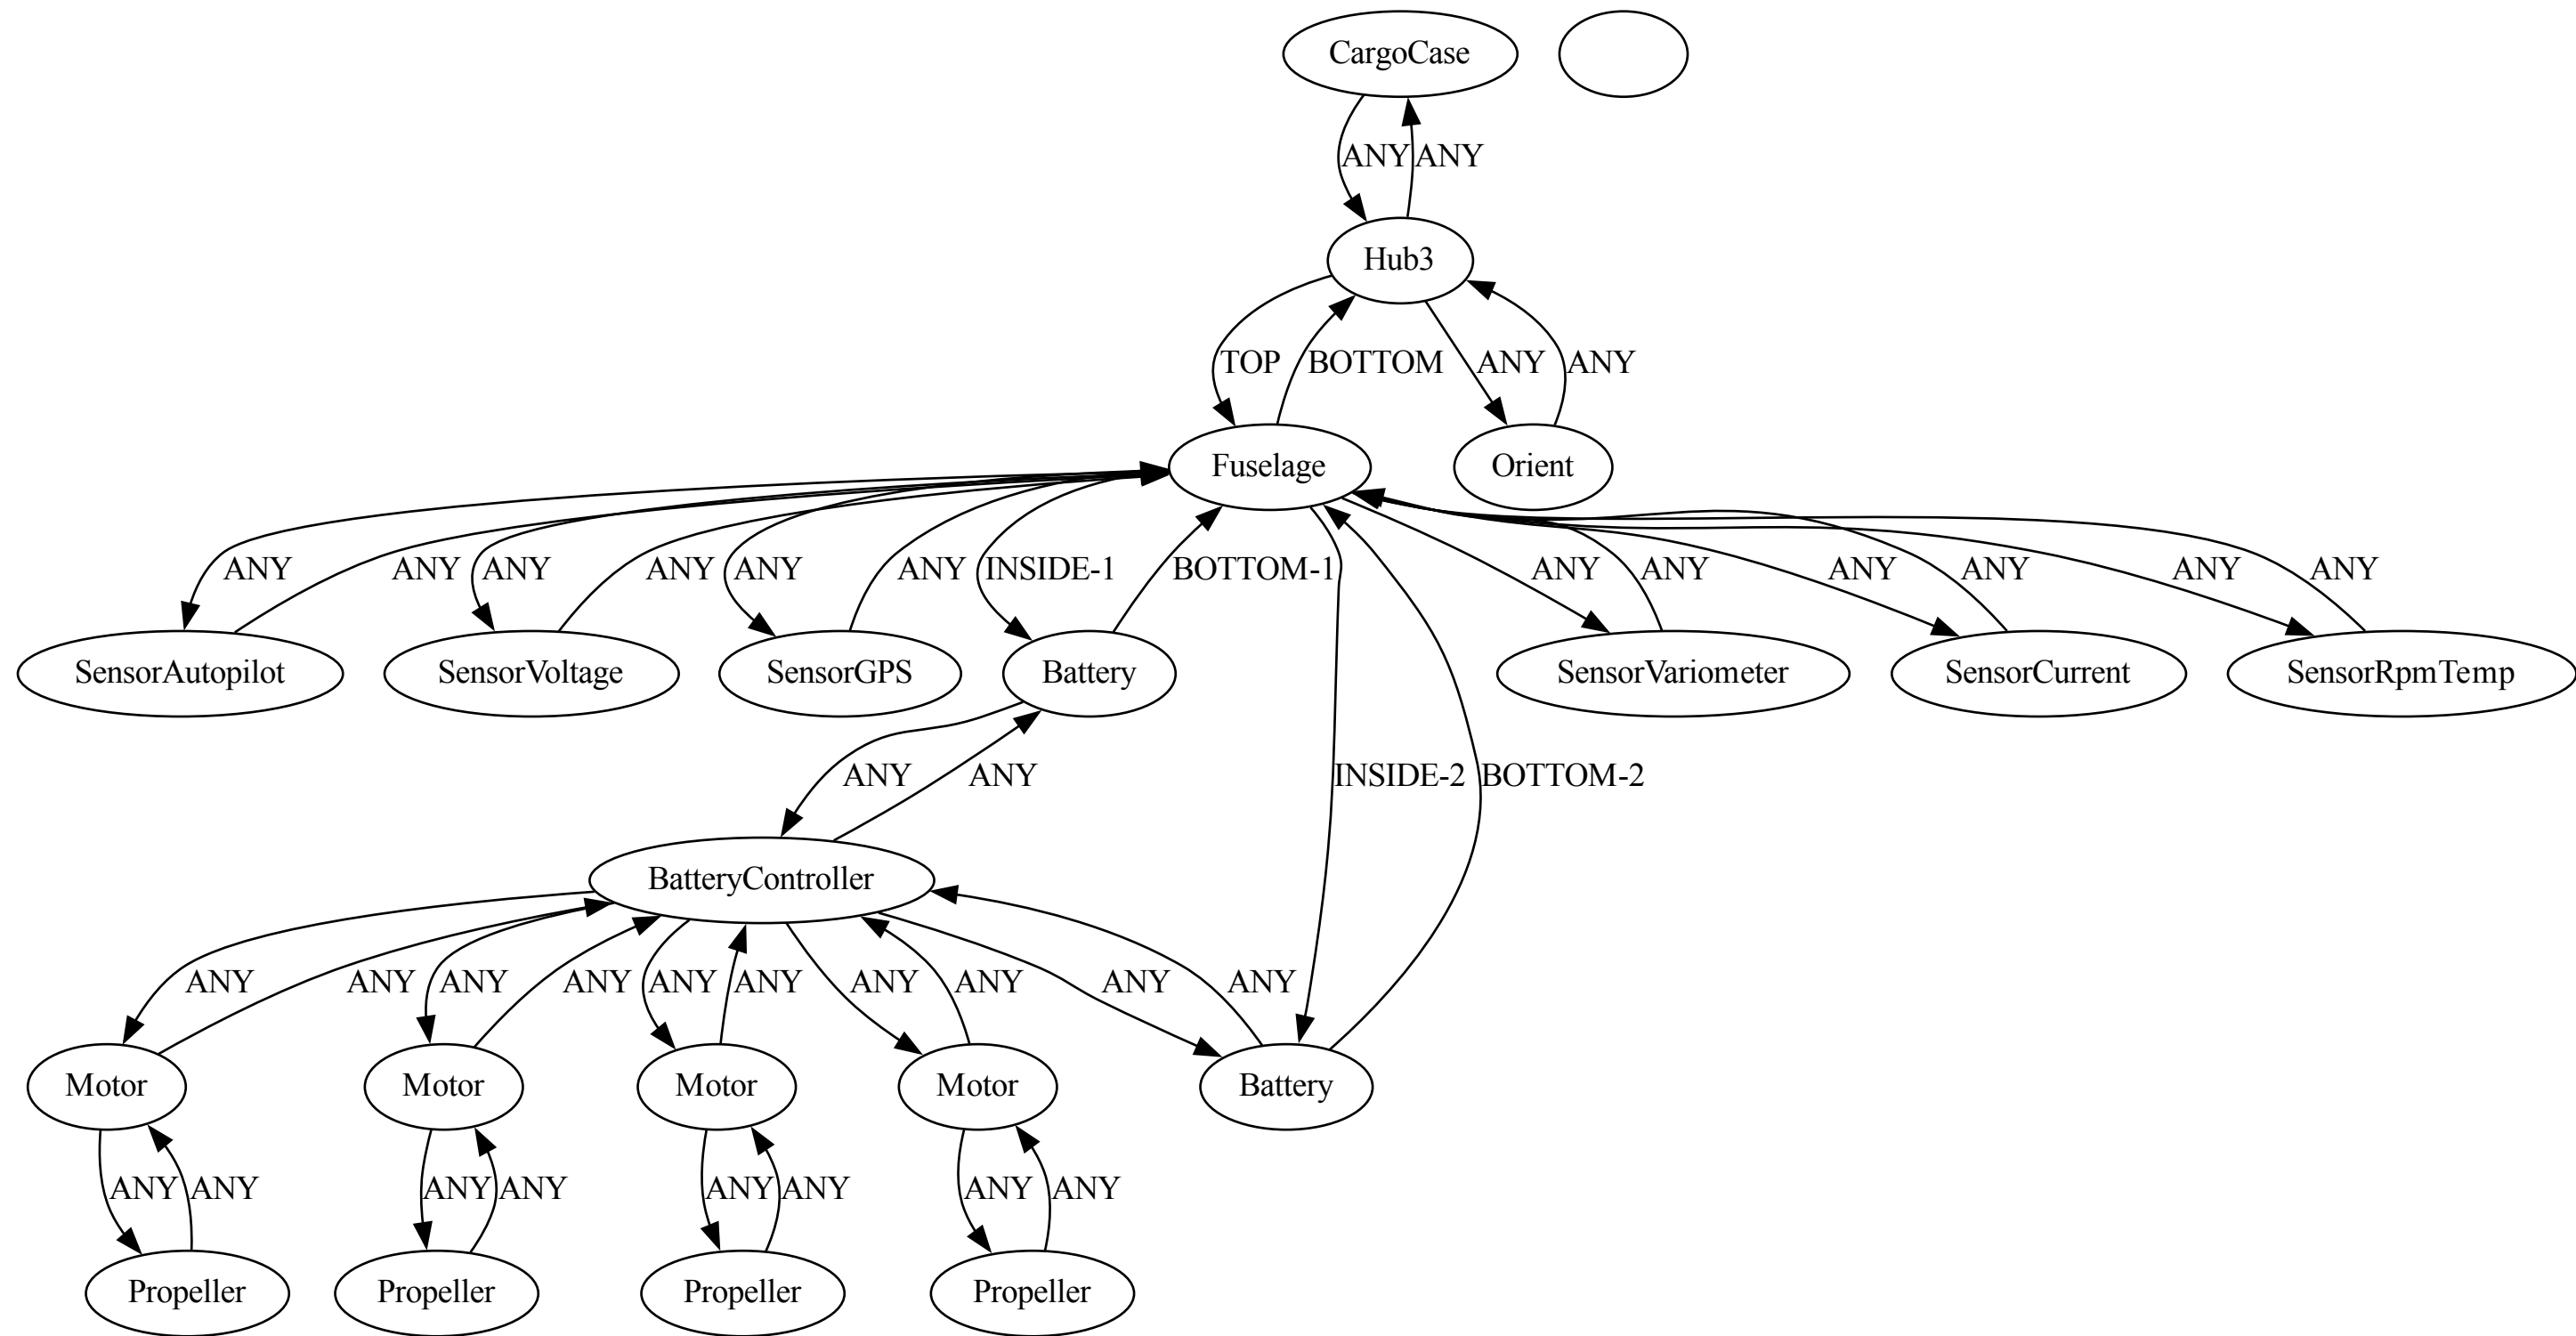 CargoCase
ANY ANY
Hub3
TOP BOTTOM ANY ANY
Fuselage Orient
ANY ANY ANY ANY ANY ANY INSIDE-1 BOTTOM-1 ANY ANY ANY ANY ANY ANY
SensorAutopilot SensorVoltage SensorGPS Battery SensorVariometer SensorCurrent SensorRpmTemp
ANY ANY INSIDE-2 BOTTOM-2
BatteryController
ANY ANY ANY ANY ANY ANY ANY ANY ANY ANY
Motor Motor Motor Motor Battery
ANY ANY ANY ANY ANY ANY ANY ANY
Propeller Propeller Propeller Propeller